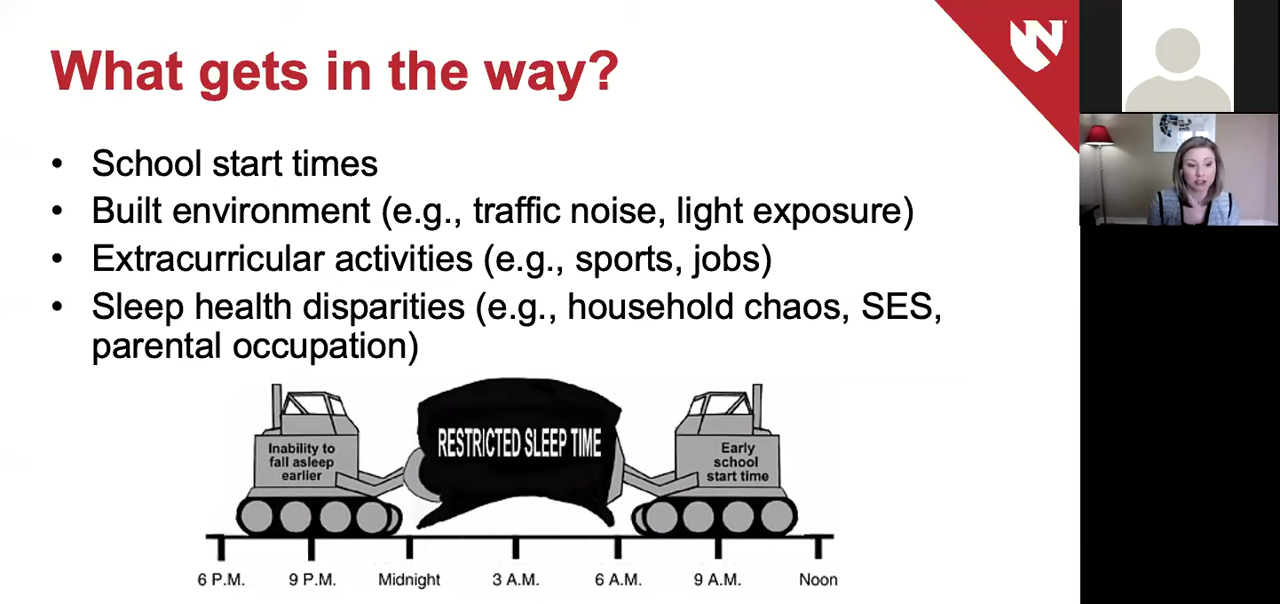 What gets in the way?
• School start times
• Built environment (e.g., traffic noise, light exposure)
• Extracurricular activities (e.g., sports, jobs)
• Sleep health disparities (e.g., household chaos, SES,
parental occupation)
Inability to
fall asleep
earlier
RESTRICTED SLEEP TIME
Early
school
start time
6 P.M. 9 P.M. Midnight 3 A.M. 6 A.M. 9 A.M. Noon